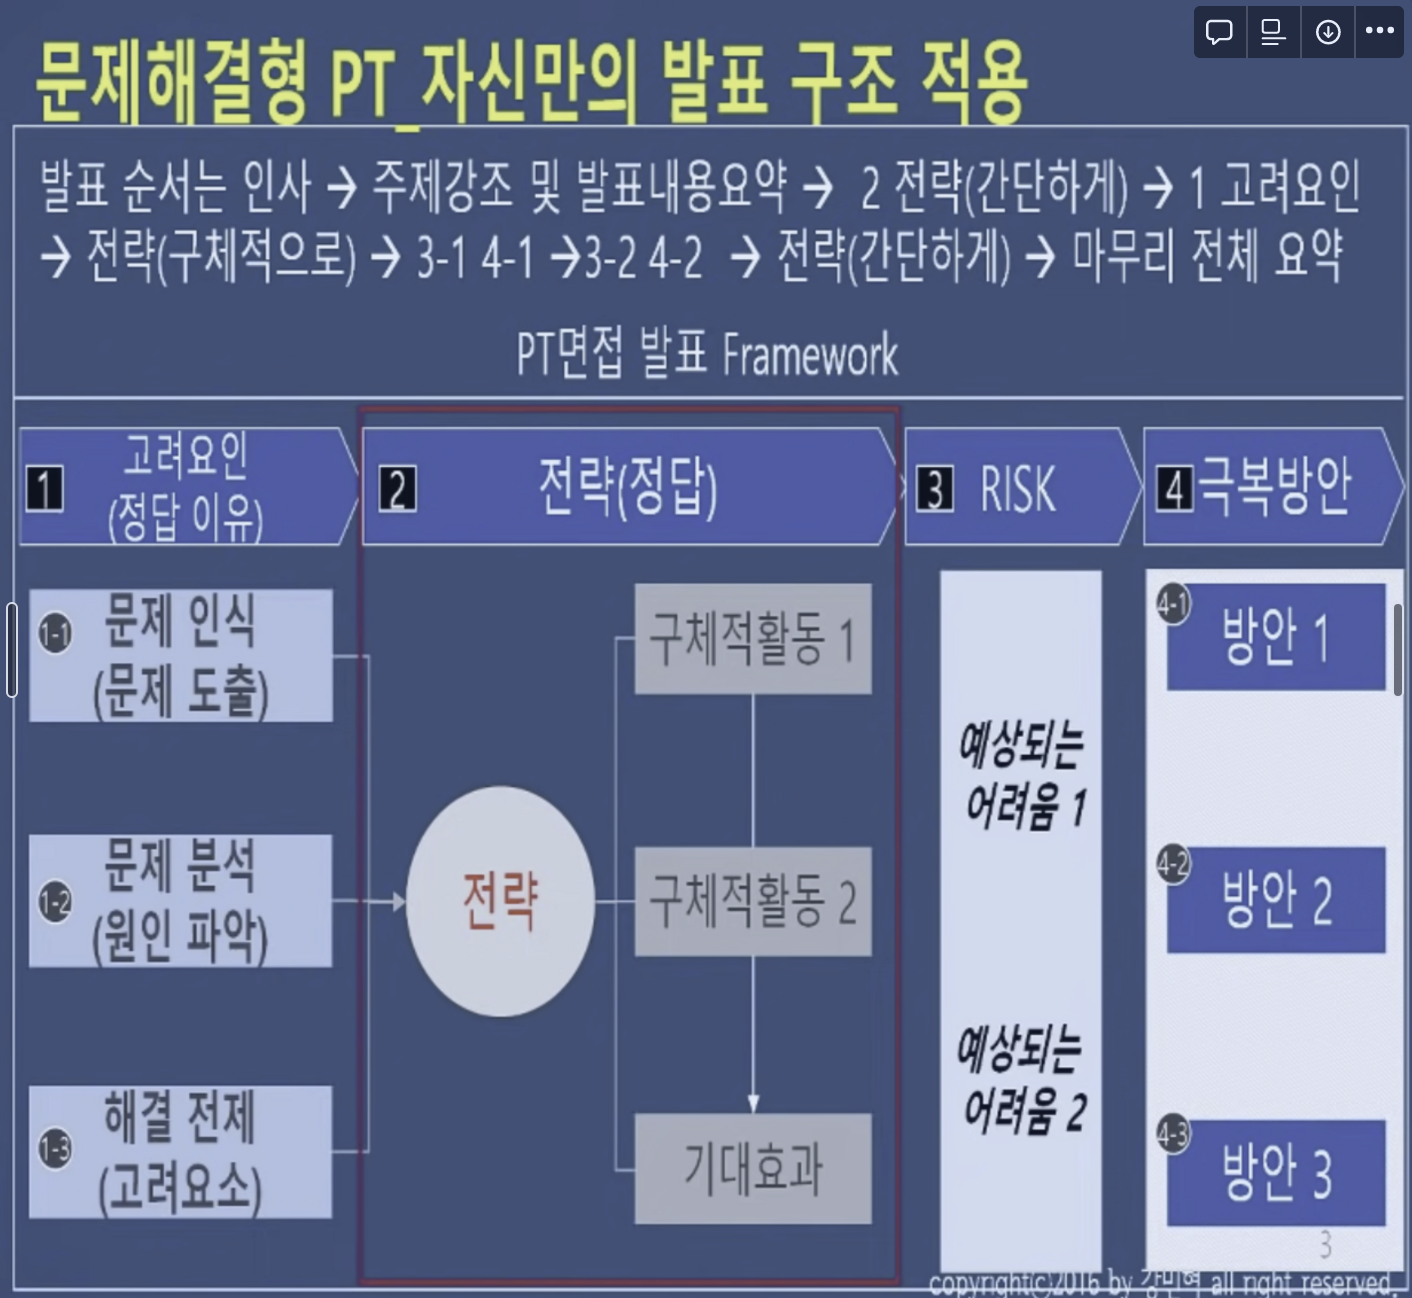 문제해결형 PT_자신만의 발표 구조 적용
발표 순서는 인사 → 주제강조 및 발표내용요약 → 2 전략(간단하게) → 1 고려요인
→ 전략(구체적으로) → 3-1 4-1 →3-2 4-2 → 전략(간단하게) → 마무리 전체 요약
PT면접 발표 Framework
1
고려요인
(정답 이유)
2
전략(정답)
3
RISK
4
극복방안
1-1
문제 인식
(문제 도출)
1-2
문제 분석
(원인 파악)
1-3
해결 전제
(고려요소)
전략
구체적활동 1
구체적활동 2
기대효과
예상되는
어려움 1
예상되는
어려움 2
4-1
방안 1
4-2
방안 2
4-3
방안 3
3
copyright(c)2016 by 강민혁 all right reserved.